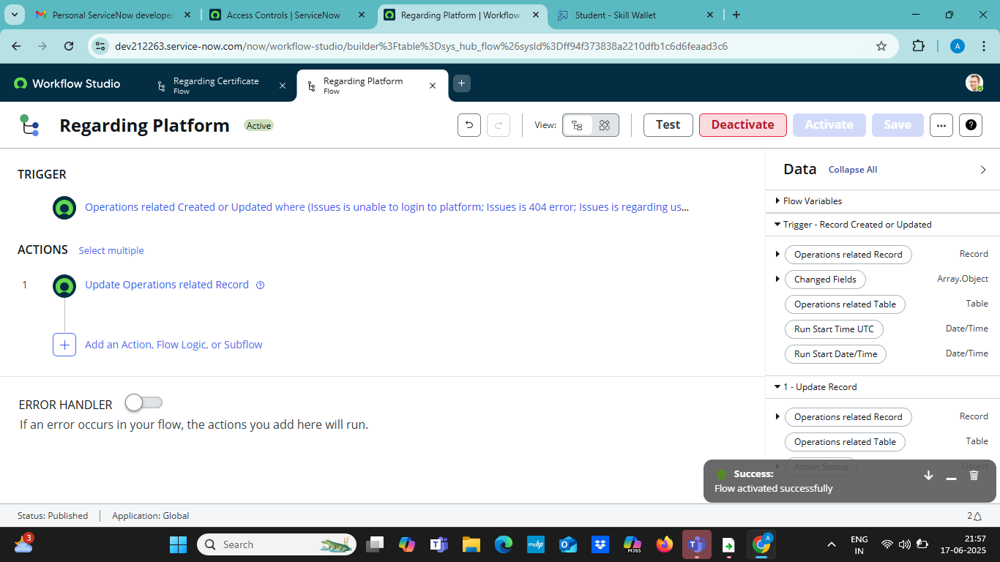 Personal ServiceNow developer
Access Controls | ServiceNow
Regarding Platform | Workflow
Student - Skill Wallet
dev212263.service-now.com/now/workflow-studio/builder%3Ftable%3Dsys_hub_flow%26sysId%3Dff94f373838a2210dfb1c6d6feaad3c6
A
Workflow Studio
Regarding Certificate
Flow
Regarding Platform
Flow
Regarding Platform
Active
View:
Test
Deactivate
Activate
Save
TRIGGER
Operations related Created or Updated where (Issues is unable to login to platform; Issues is 404 error; Issues is regarding us...
ACTIONS
Select multiple
1
Update Operations related Record
Add an Action, Flow Logic, or Subflow
ERROR HANDLER
If an error occurs in your flow, the actions you add here will run.
Data
Collapse All
Flow Variables
Trigger - Record Created or Updated
Operations related Record Record
Changed Fields Array.Object
Operations related Table Table
Run Start Time UTC Date/Time
Run Start Date/Time Date/Time
1 - Update Record
Operations related Record Record
Operations related Table Table
Action Status Object
Success:
Flow activated successfully
Status: Published
Application: Global
2
3
Search
myhp
M365
A
ENG
IN
21:57
17-06-2025